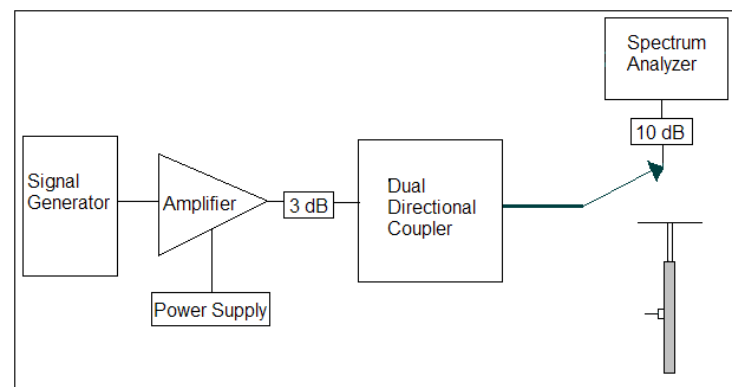 Spectrum
Analyzer
10 dB
Signal
Generator
Amplifier
3 dB
Dual
Directional
Coupler
Power Supply